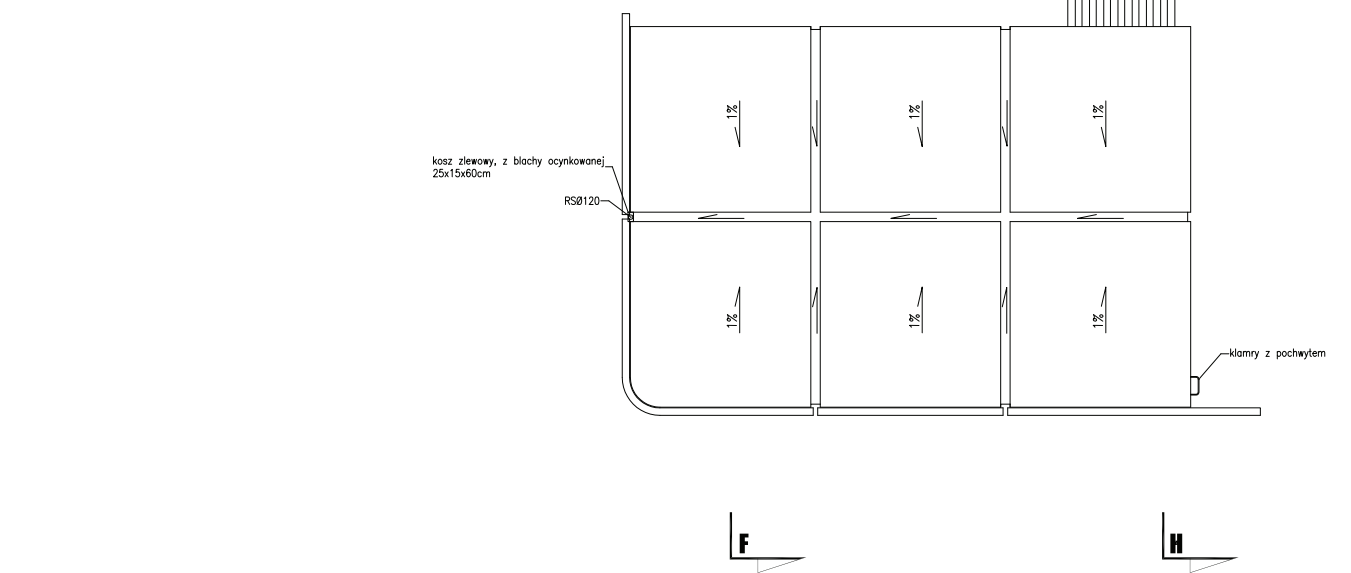 1%
1%
1%
kosz zlewowy, z blachy ocynkowanej
25x15x60cm
RSØ120
1%
1%
1%
klamry z pochwytem
F
H